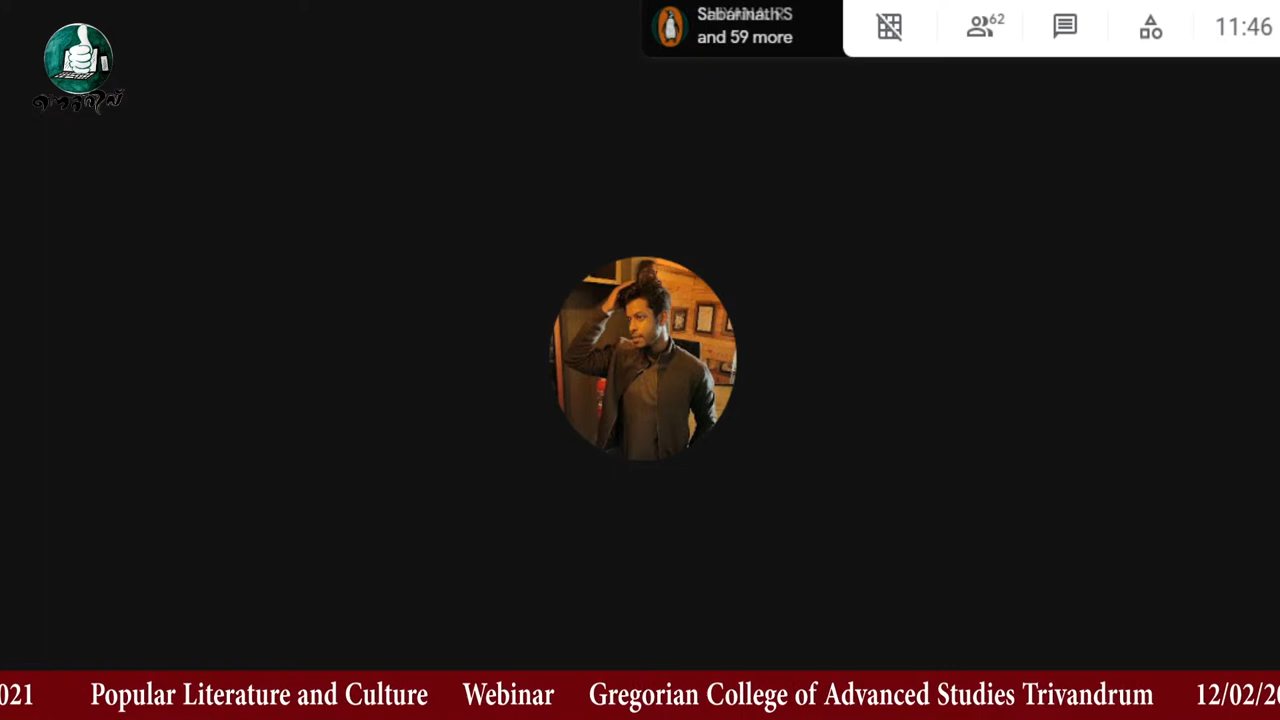 Sabarinath S
and 59 more
62
11:46
021 Popular Literature and Culture Webinar Gregorian College of Advanced Studies Trivandrum 12/02/20